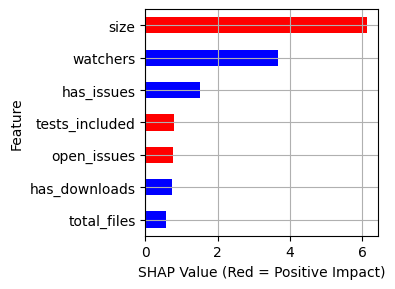 size
watchers
has_issues
tests_included
open_issues
has_downloads
total_files
Feature
0 2 4 6
SHAP Value (Red = Positive Impact)